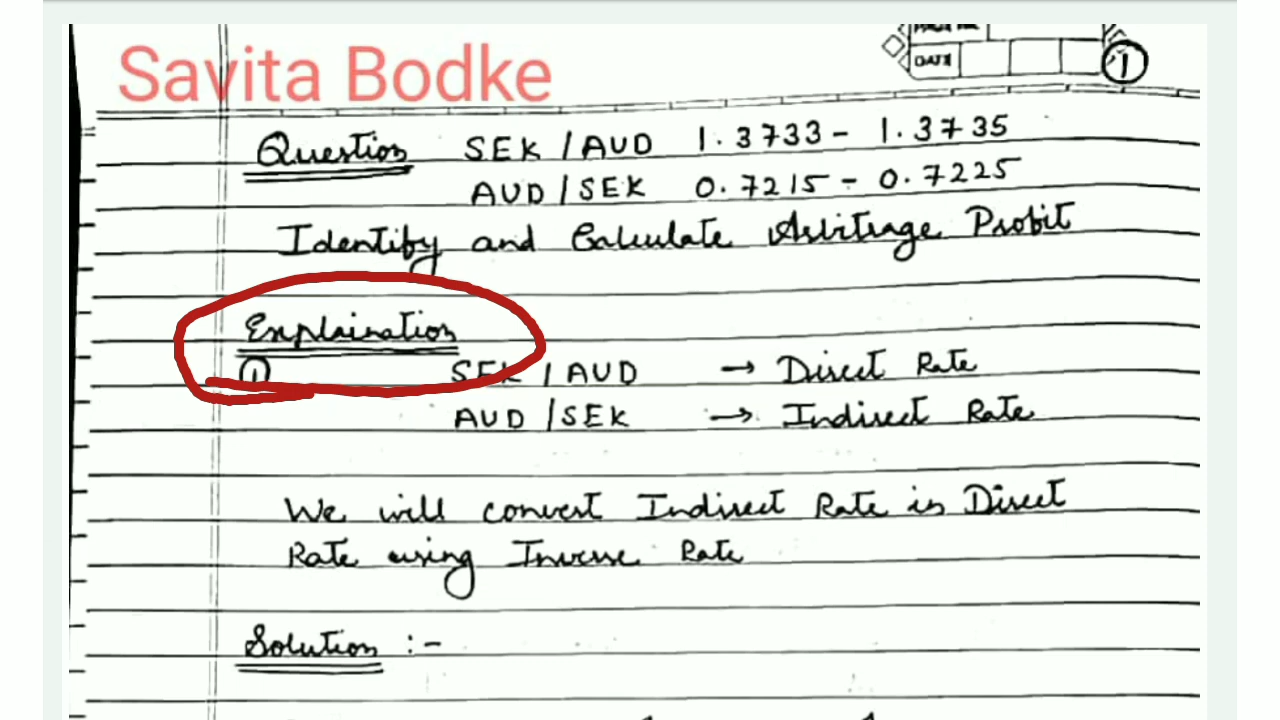 Savita Bodke
DATE
1
Question SEK / AUD 1.3733 - 1.3735
AUD / SEK 0.7215 - 0.7225
Identify and Calculate Arbitrage Profit
Explaination
1 SEK / AUD → Direct Rate
AUD / SEK → Indirect Rate
We will convert Indirect Rate in Direct
Rate using Inverse Rate
Solution :-